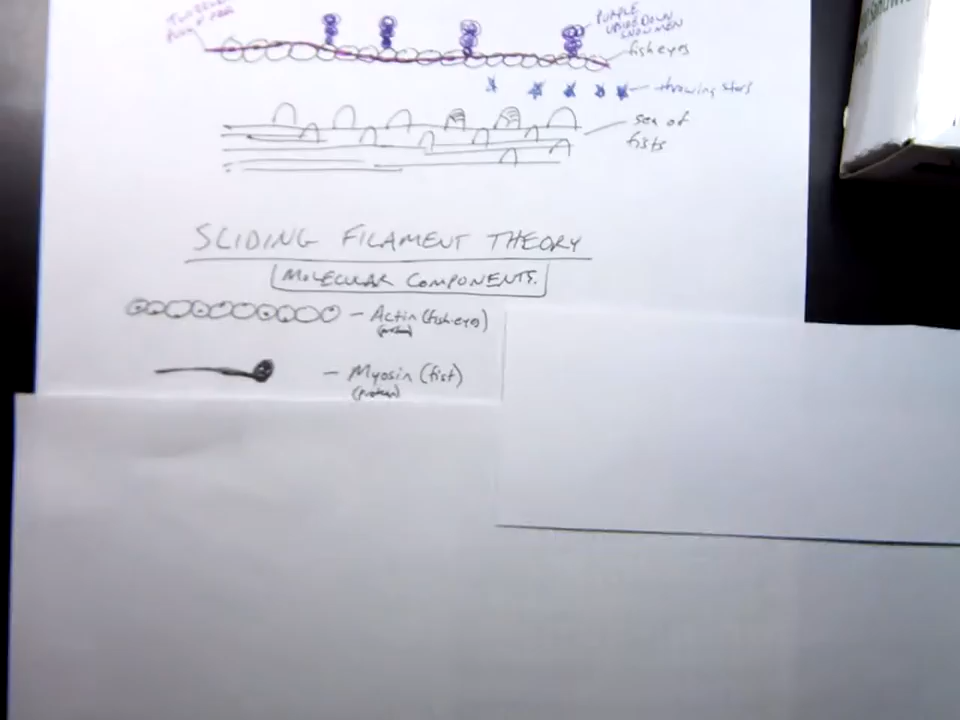 PURPLE
UPSIDE DOWN
SNOWMEN
fish eyes
throwing stars
sea of
fists
SLIDING FILAMENT THEORY
MOLECULAR COMPONENTS.
- Actin (fish eyes)
(protein)
- Myosin (fist)
(protein)